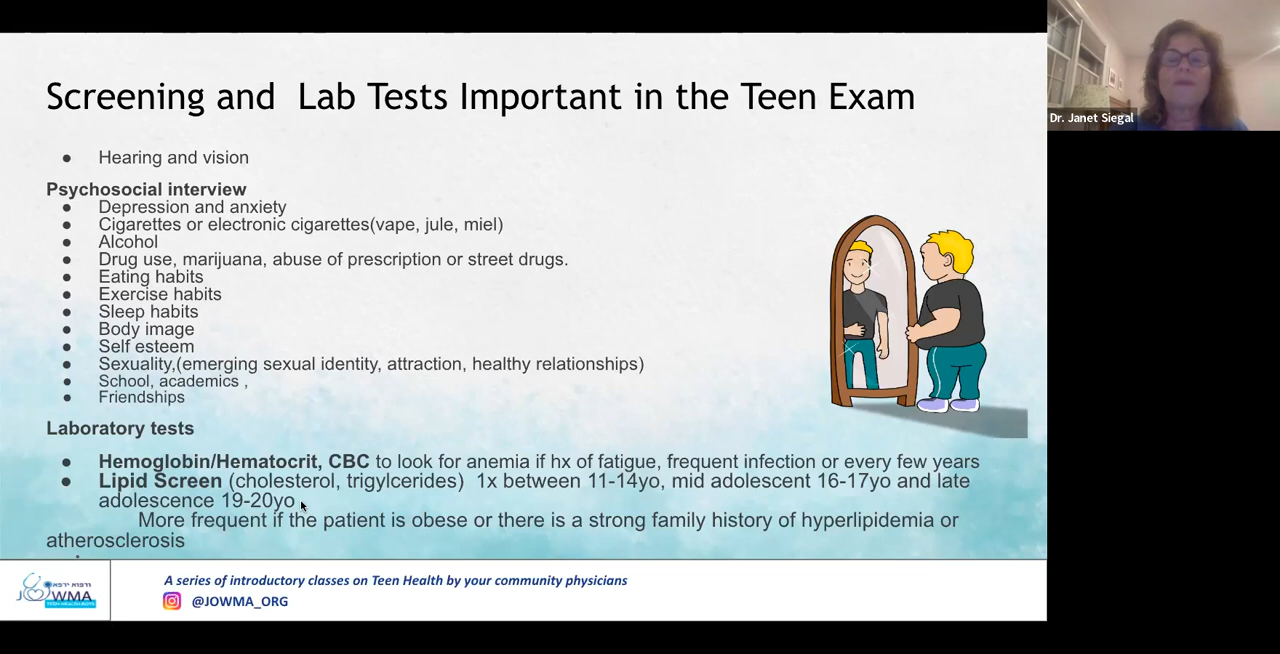 Screening and  Lab Tests Important in the Teen Exam
Dr. Janet Siegal
● Hearing and vision
Psychosocial interview
● Depression and anxiety
● Cigarettes or electronic cigarettes(vape, jule, miel)
● Alcohol
● Drug use, marijuana, abuse of prescription or street drugs.
● Eating habits
● Exercise habits
● Sleep habits
● Body image
● Self esteem
● Sexuality,(emerging sexual identity, attraction, healthy relationships)
● School, academics ,
● Friendships
Laboratory tests
● Hemoglobin/Hematocrit, CBC to look for anemia if hx of fatigue, frequent infection or every few years
● Lipid Screen (cholesterol, trigylcerides)  1x between 11-14yo, mid adolescent 16-17yo and late
adolescence 19-20yo
More frequent if the patient is obese or there is a strong family history of hyperlipidemia or
atherosclerosis
ורפוא ירפא
JOWMA
A series of introductory classes on Teen Health by your community physicians
@JOWMA_ORG